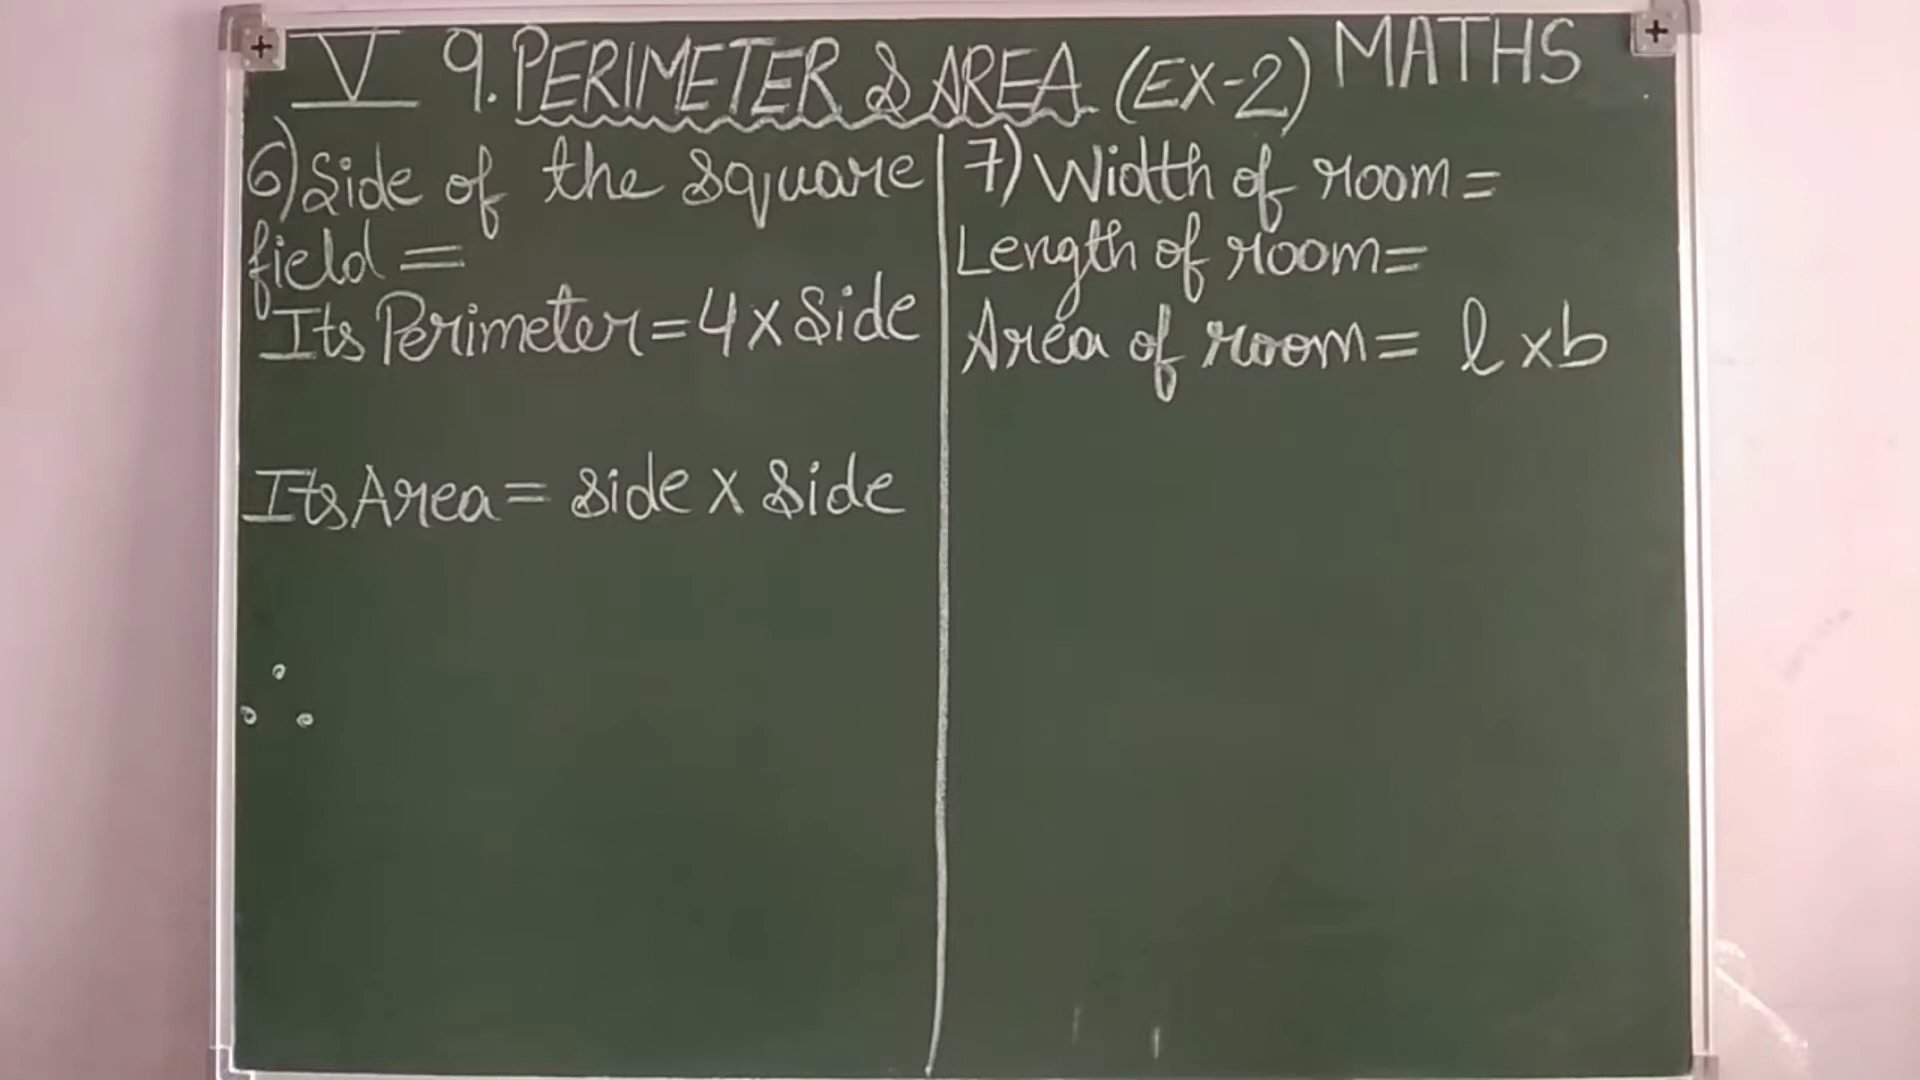 V 9. PERIMETER & AREA (EX-2) MATHS
6) Side of the square
field =
Its Perimeter = 4 x Side
Its Area = Side x Side
∴
7) Width of room =
Length of room =
Area of room = l x b